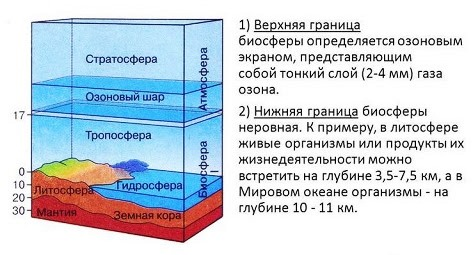 Стратосфера
Озоновый шар
Атмосфера
17
Тропосфера
Биосфера
0
10
20
30
Литосфера
Гидросфера
Мантия
Земная кора
1) Верхняя граница
биосферы определяется озоновым
экраном, представляющим
собой тонкий слой (2-4 мм) газа
озона.
2) Нижняя граница биосферы
неровная. К примеру, в литосфере
живые организмы или продукты их
жизнедеятельности можно
встретить на глубине 3,5-7,5 км, а в
Мировом океане организмы - на
глубине 10 - 11 км.